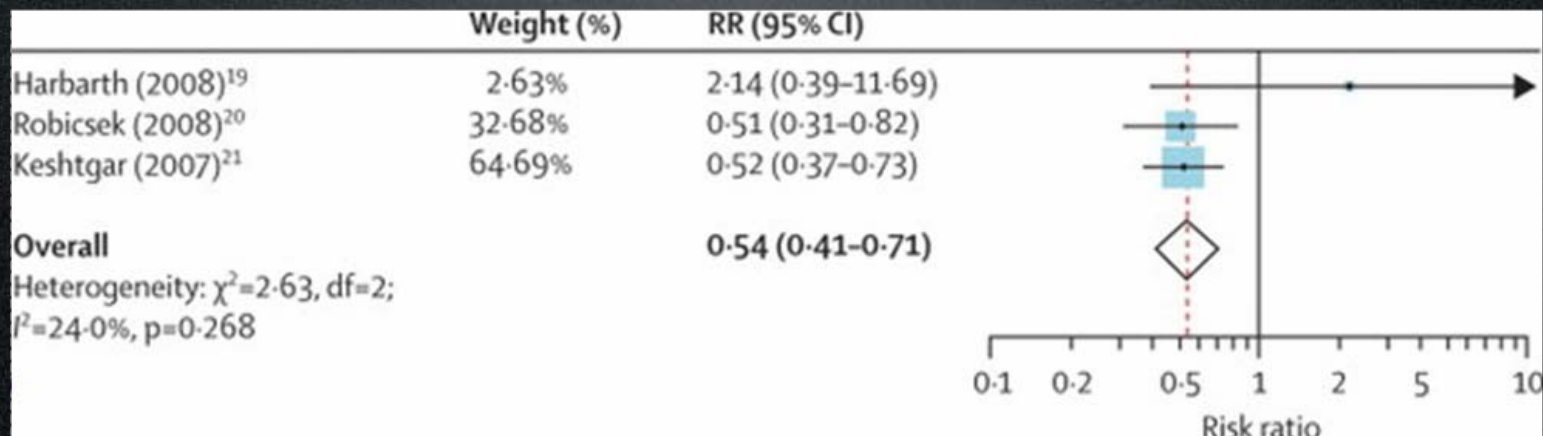 Weight (%) RR (95% CI)
Harbarth (2008)¹⁹ 2·63% 2·14 (0·39–11·69)
Robicsek (2008)²⁰ 32·68% 0·51 (0·31–0·82)
Keshtgar (2007)²¹ 64·69% 0·52 (0·37–0·73)
Overall 0·54 (0·41–0·71)
Heterogeneity: χ²=2·63, df=2;
I²=24·0%, p=0·268
0·1 0·2 0·5 1 2 5 10
Risk ratio